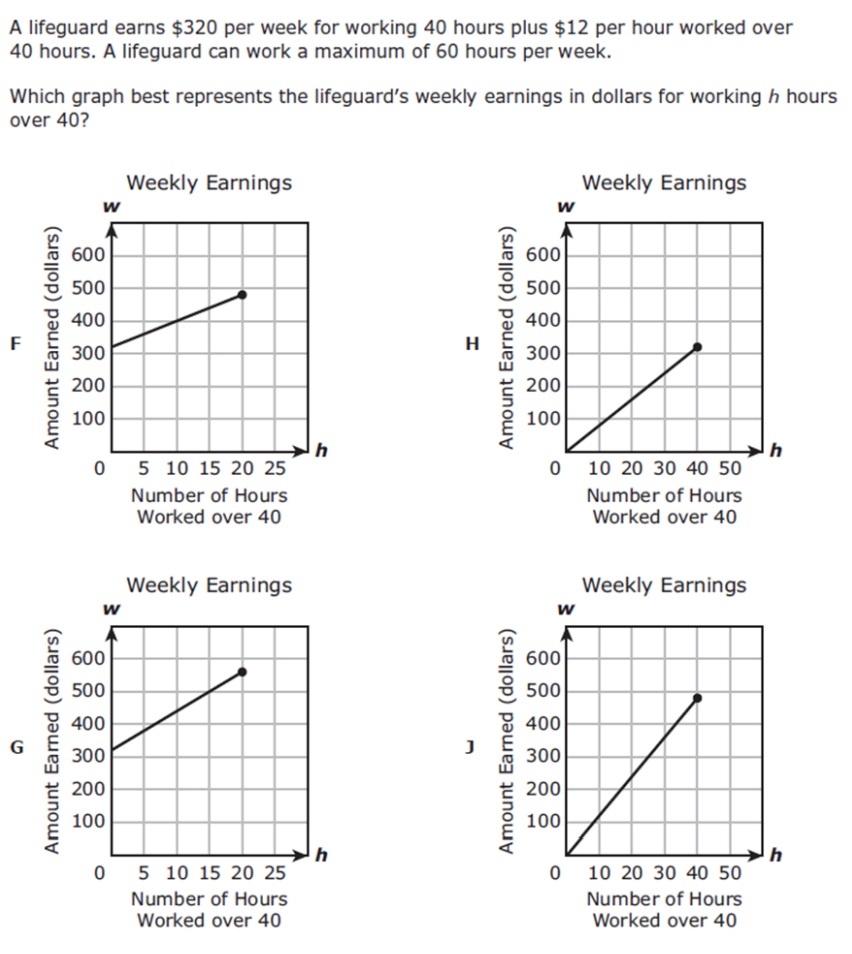 A lifeguard earns $320 per week for working 40 hours plus $12 per hour worked over
40 hours. A lifeguard can work a maximum of 60 hours per week.
Which graph best represents the lifeguard's weekly earnings in dollars for working h hours
over 40?
Weekly Earnings
w
Amount Earned (dollars)
600
500
400
300
200
100
F
h
0 5 10 15 20 25
Number of Hours
Worked over 40
Weekly Earnings
w
Amount Earned (dollars)
600
500
400
300
200
100
H
h
0 10 20 30 40 50
Number of Hours
Worked over 40
Weekly Earnings
w
Amount Earned (dollars)
600
500
400
300
200
100
G
h
0 5 10 15 20 25
Number of Hours
Worked over 40
Weekly Earnings
w
Amount Earned (dollars)
600
500
400
300
200
100
J
h
0 10 20 30 40 50
Number of Hours
Worked over 40